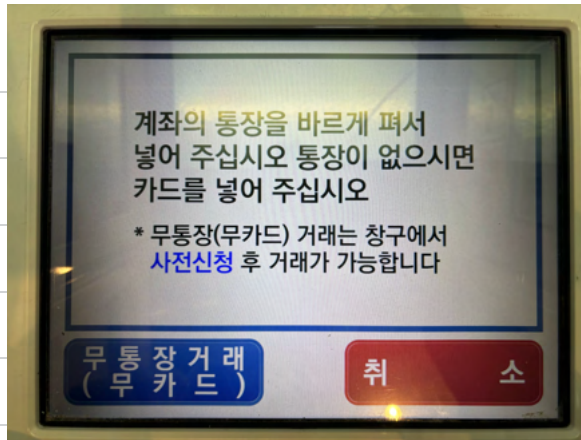 계좌의 통장을 바르게 펴서
넣어 주십시오 통장이 없으시면
카드를 넣어 주십시오
* 무통장(무카드) 거래는 창구에서
사전신청 후 거래가 가능합니다
무통장거래
(무카드)
취 소